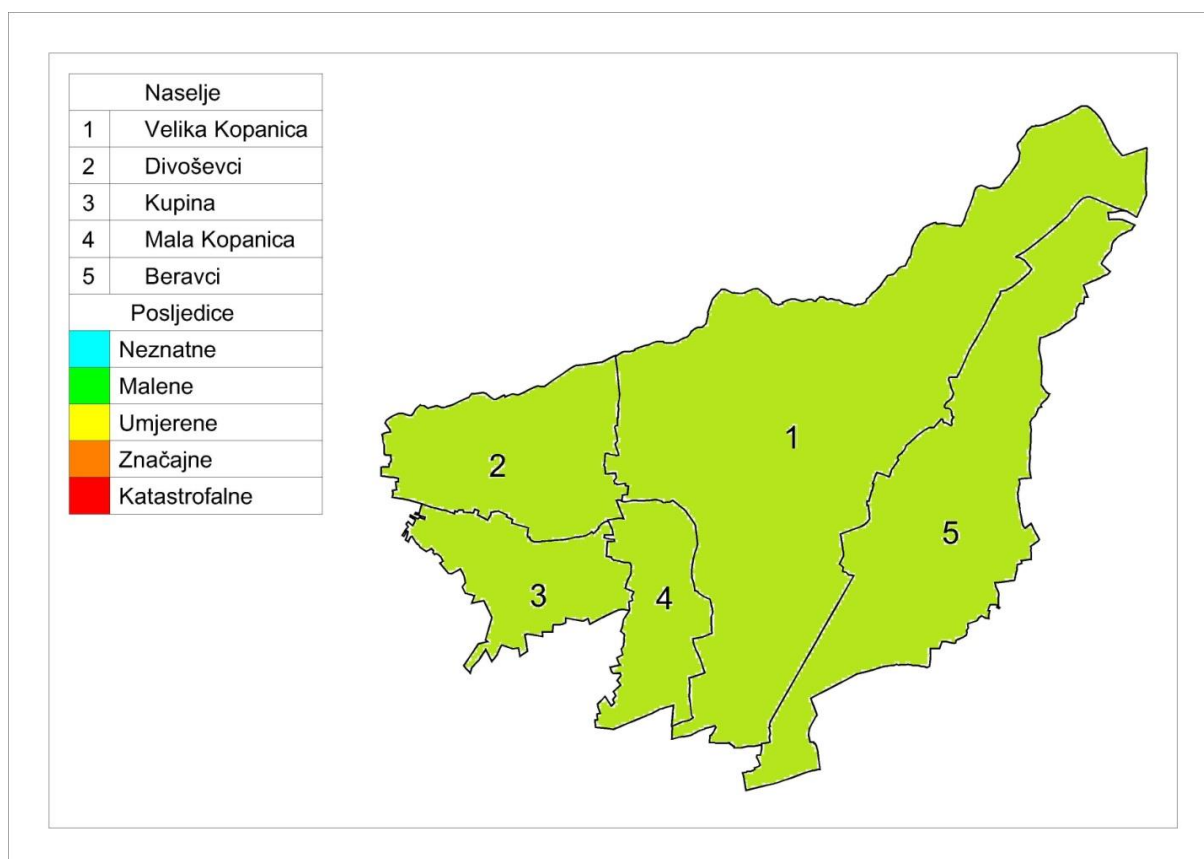 Naselje
1 Velika Kopanica
2 Divoševci
3 Kupina
4 Mala Kopanica
5 Beravci
Posljedice
Neznatne
Malene
Umjerene
Značajne
Katastrofalne
1
2
5
3
4